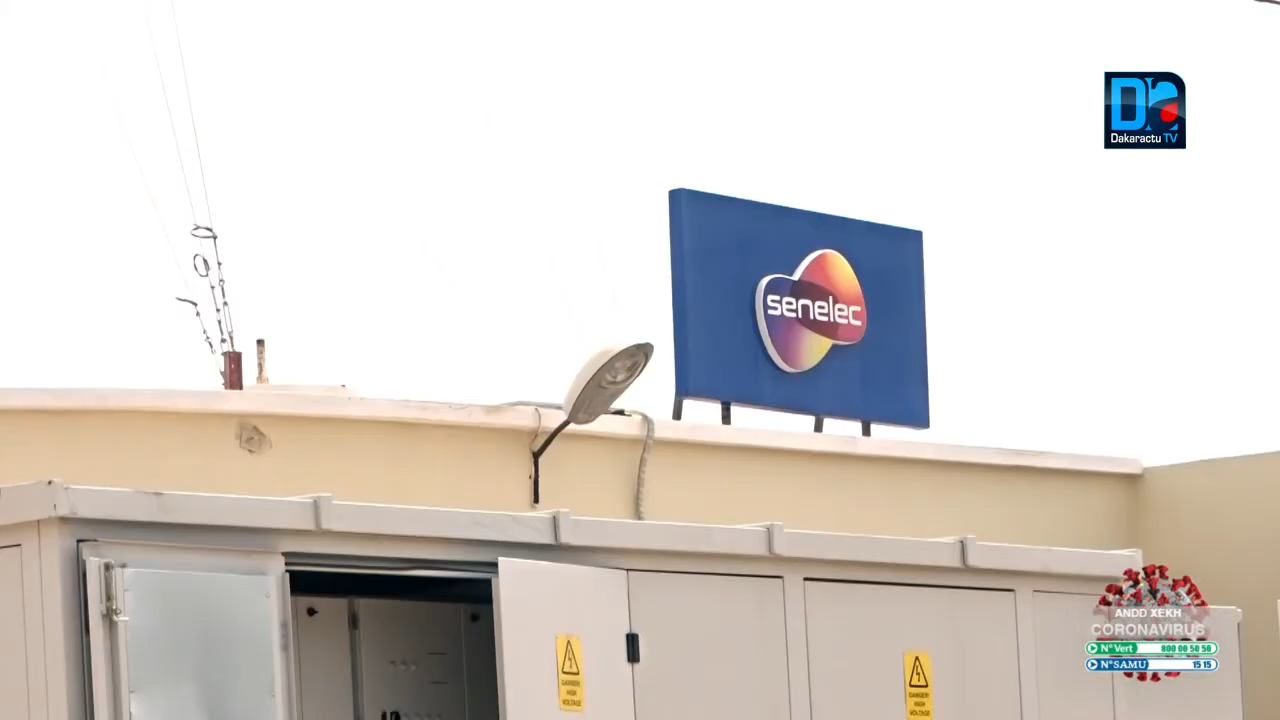 Dakaractu TV
senelec
DANGER!
HIGH
VOLTAGE
DANGER!
HIGH
VOLTAGE
ANDD XEKH
CORONAVIRUS
N°Vert 800 00 50 50
N°SAMU 15 15